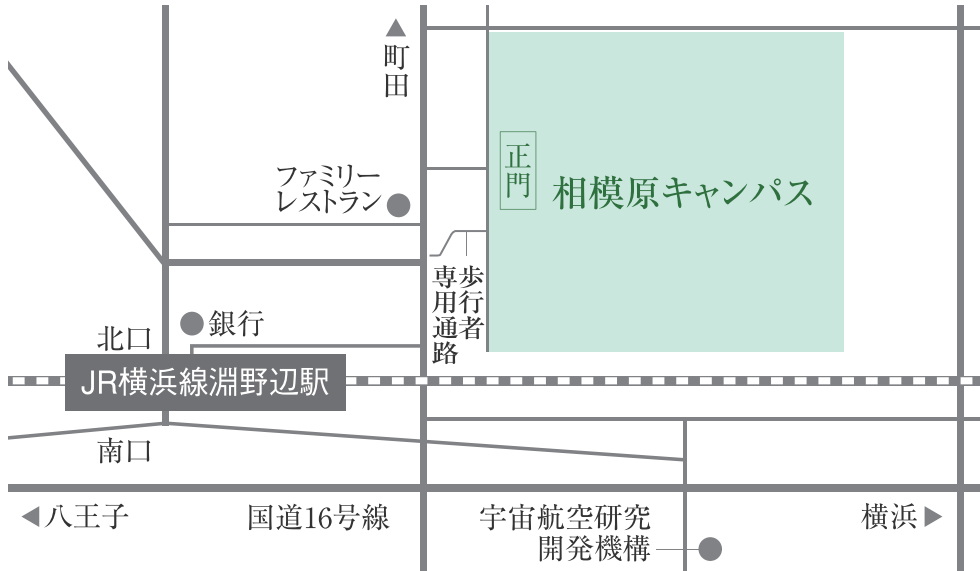 ▲
町田
ファミリー
レストラン
正門
相模原キャンパス
歩行者
専用通路
銀行
北口
JR横浜線淵野辺駅
南口
◀八王子
国道16号線
宇宙航空研究
開発機構
横浜▶